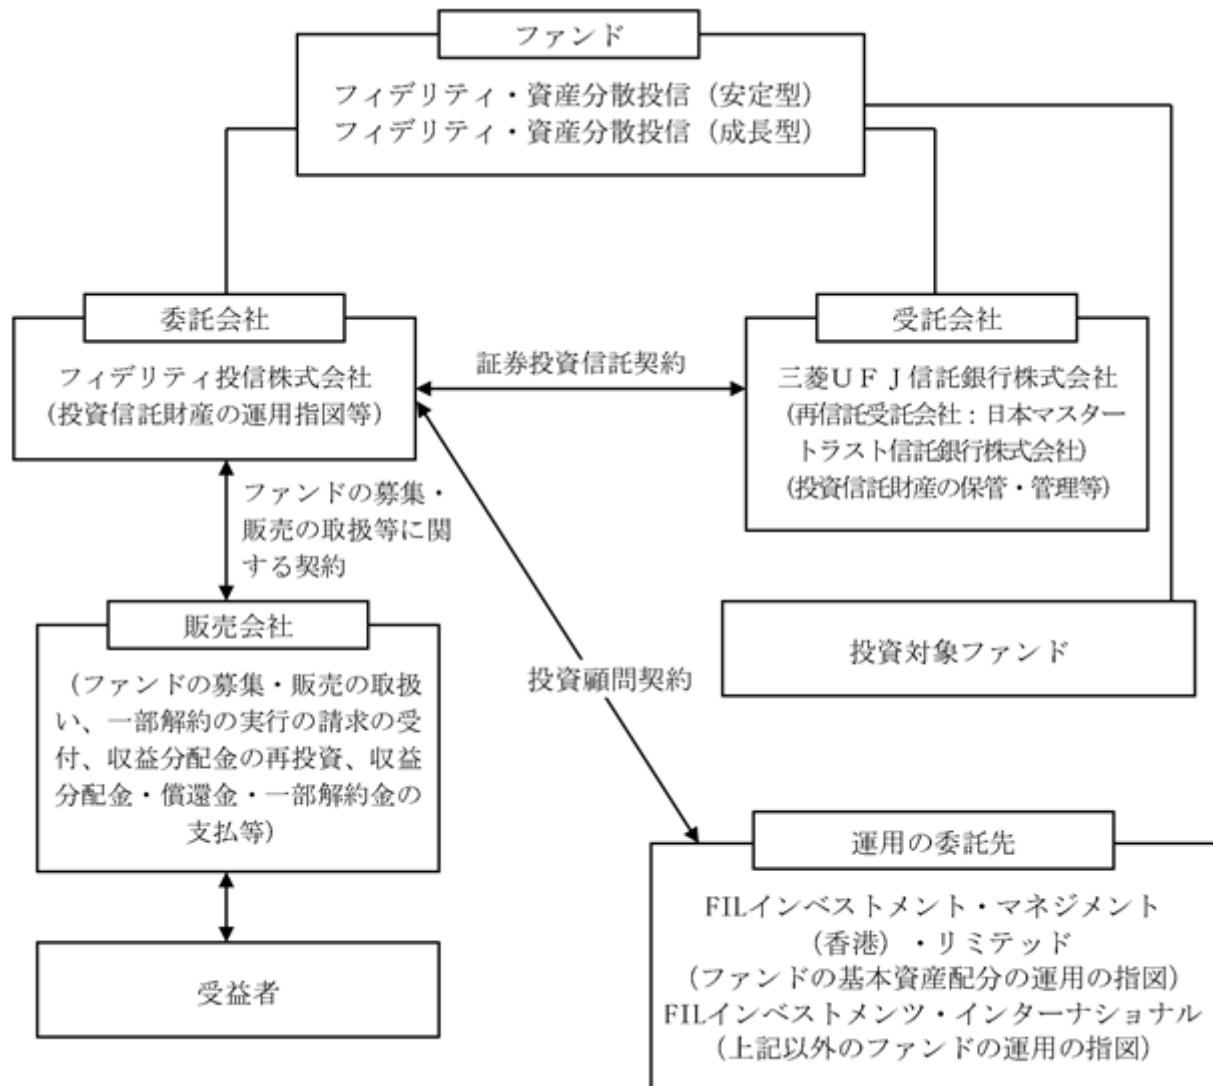 ファンド
フィデリティ・資産分散投信（安定型）
フィデリティ・資産分散投信（成長型）
委託会社
フィデリティ投信株式会社
（投資信託財産の運用指図等）
証券投資信託契約
受託会社
三菱ＵＦＪ信託銀行株式会社
（再信託受託会社：日本マスター
トラスト信託銀行株式会社）
（投資信託財産の保管・管理等）
ファンドの募集・
販売の取扱等に関
する契約
販売会社
（ファンドの募集・販売の取扱
い、一部解約の実行の請求の受
付、収益分配金の再投資、収益
分配金・償還金・一部解約金の
支払等）
投資顧問契約
投資対象ファンド
受益者
運用の委託先
FILインベストメント・マネジメント
（香港）・リミテッド
（ファンドの基本資産配分の運用の指図）
FILインベストメンツ・インターナショナル
（上記以外のファンドの運用の指図）